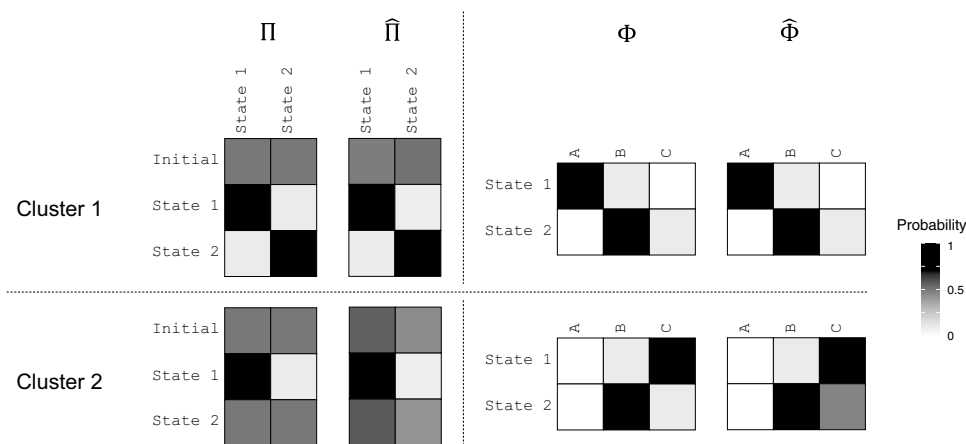 Π Π̂ Φ Φ̂
State 1 State 2 State 1 State 2
A B C A B C
Initial
State 1
State 2
Cluster 1
State 1
State 2
Probability
1
0.5
0
A B C A B C
Initial
State 1
State 2
Cluster 2
State 1
State 2